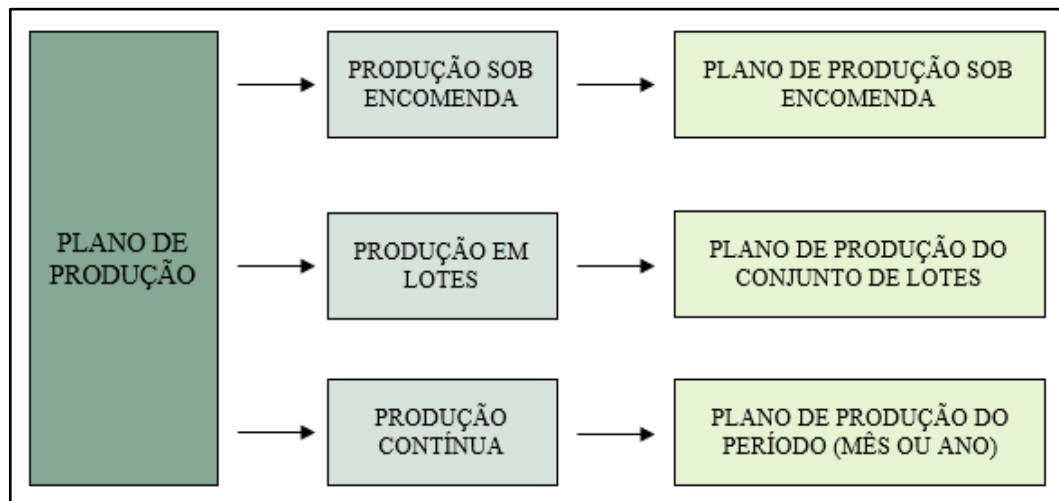 PLANO DE
PRODUÇÃO
PRODUÇÃO SOB
ENCOMENDA
PLANO DE PRODUÇÃO SOB
ENCOMENDA
PRODUÇÃO EM
LOTES
PLANO DE PRODUÇÃO DO
CONJUNTO DE LOTES
PRODUÇÃO
CONTÍNUA
PLANO DE PRODUÇÃO DO
PERÍODO (MÊS OU ANO)